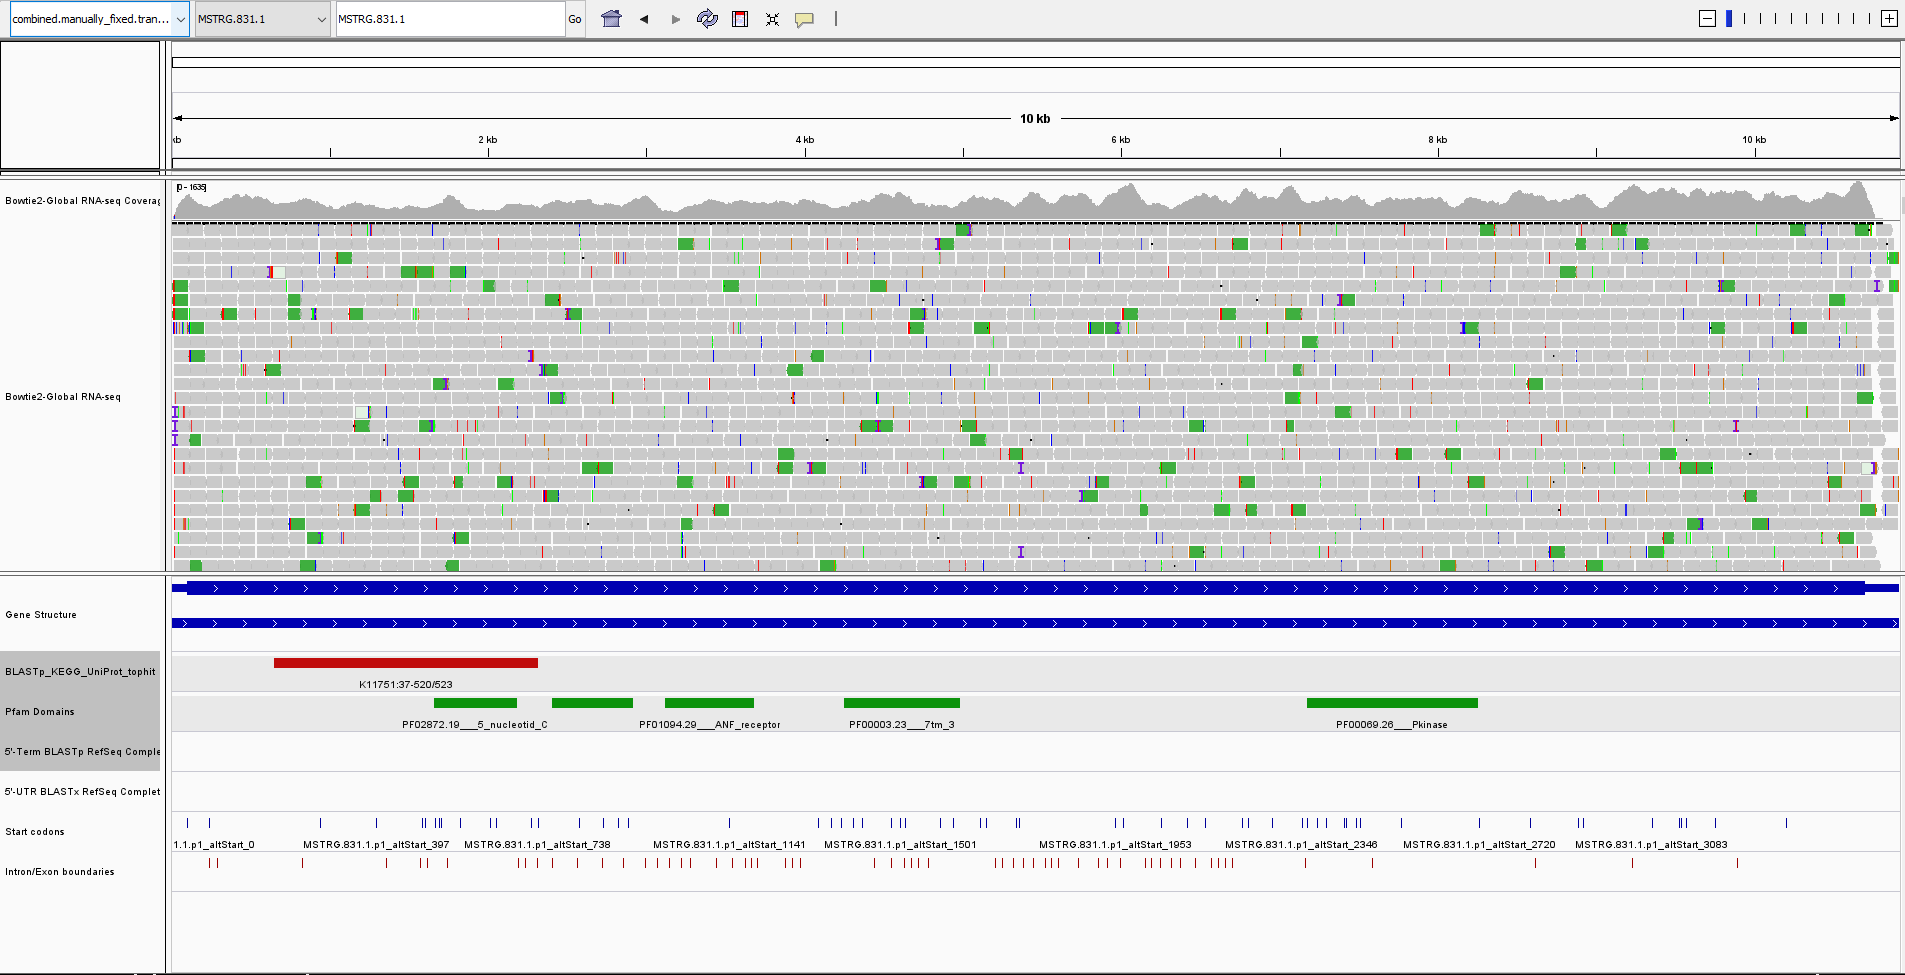 combined.manually_fixed.tran... MSTRG.831.1 MSTRG.831.1 Go
10 kb
kb 2 kb 4 kb 6 kb 8 kb 10 kb
[0 - 1635]
Bowtie2-Global RNA-seq Coverag
Bowtie2-Global RNA-seq
Gene Structure
BLASTp_KEGG_UniProt_tophit
K11751:37-520/523
Pfam Domains
PF02872.19___5_nucleotid_C PF01094.29___ANF_receptor PF00003.23___7tm_3 PF00069.26___Pkinase
5'-Term BLASTp RefSeq Comple
5'-UTR BLASTx RefSeq Complet
Start codons
1.1.p1_altStart_0 MSTRG.831.1.p1_altStart_397 MSTRG.831.1.p1_altStart_738 MSTRG.831.1.p1_altStart_1141 MSTRG.831.1.p1_altStart_1501 MSTRG.831.1.p1_altStart_1953 MSTRG.831.1.p1_altStart_2346 MSTRG.831.1.p1_altStart_2720 MSTRG.831.1.p1_altStart_3083
Intron/Exon boundaries